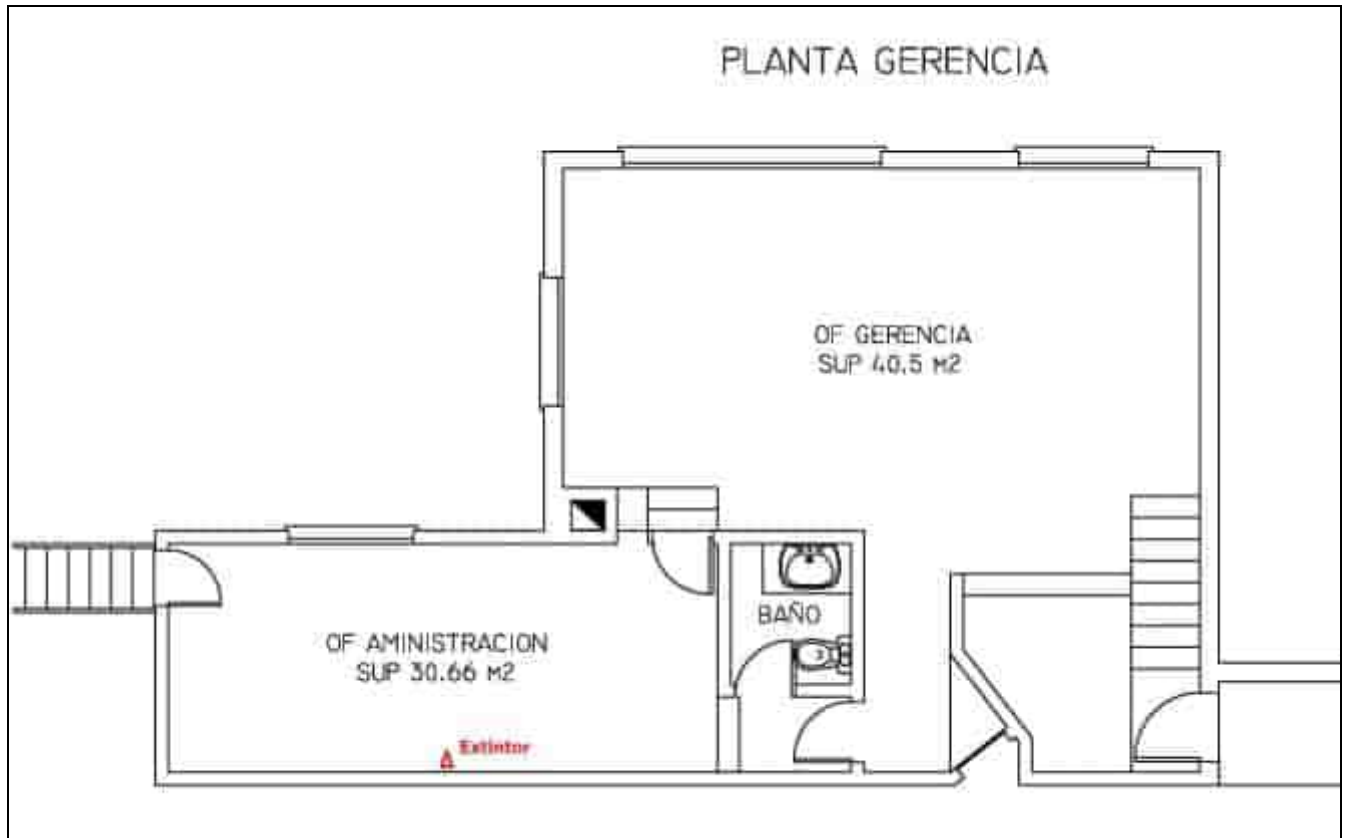 PLANTA GERENCIA
OF GERENCIA
SUP 40.5 M2
BAÑO
OF AMINISTRACION
SUP 30.66 M2
Extintor